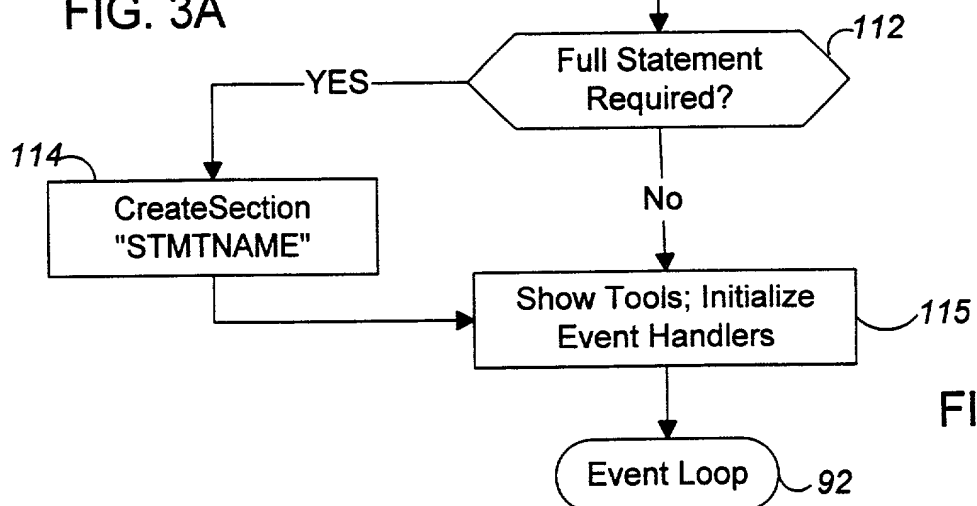 FIG. 3A
112
Full Statement
Required?
YES
114
CreateSection
"STMTNAME"
No
Show Tools; Initialize
Event Handlers
115
FI
Event Loop
92